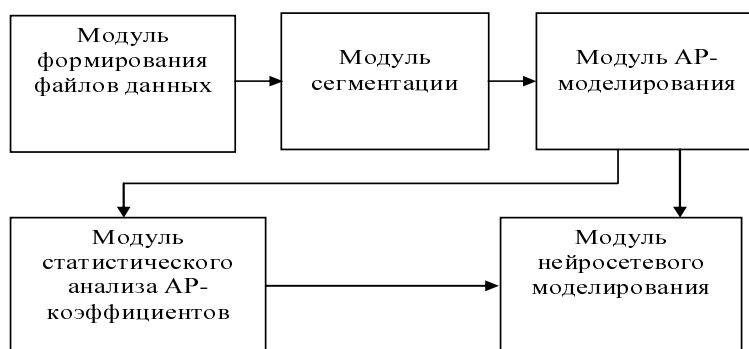 Модуль
формирования
файлов данных
Модуль
сегментации
Модуль АР-
моделирования
Модуль
статистического
анализа АР-
коэффициентов
Модуль
нейросетевого
моделирования